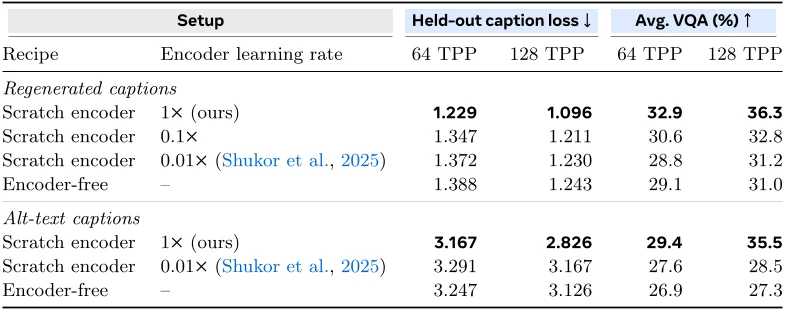 Setup Held-out caption loss ↓ Avg. VQA (%) ↑
Recipe Encoder learning rate 64 TPP 128 TPP 64 TPP 128 TPP
Regenerated captions
Scratch encoder 1× (ours) 1.229 1.096 32.9 36.3
Scratch encoder 0.1× 1.347 1.211 30.6 32.8
Scratch encoder 0.01× (Shukor et al., 2025) 1.372 1.230 28.8 31.2
Encoder-free – 1.388 1.243 29.1 31.0
Alt-text captions
Scratch encoder 1× (ours) 3.167 2.826 29.4 35.5
Scratch encoder 0.01× (Shukor et al., 2025) 3.291 3.167 27.6 28.5
Encoder-free – 3.247 3.126 26.9 27.3